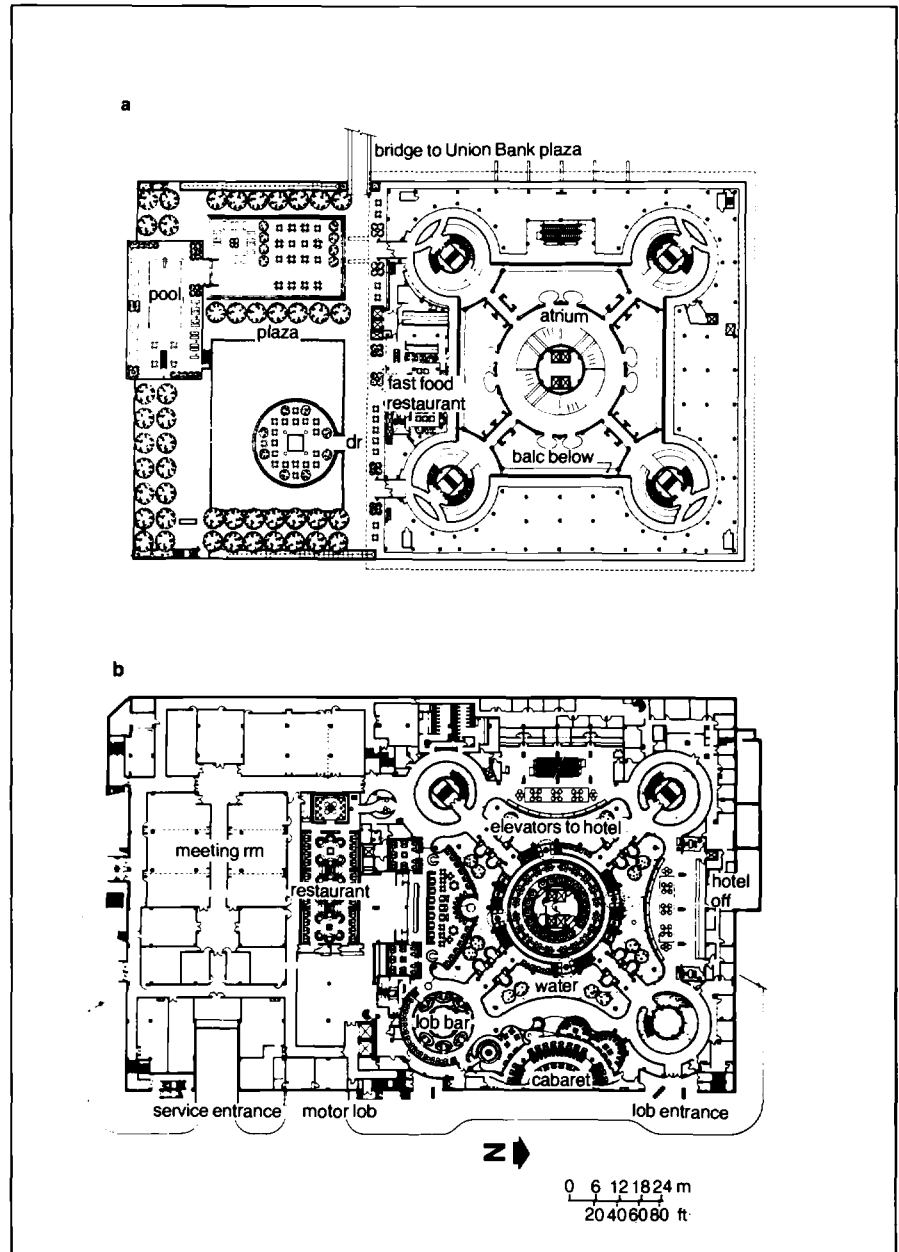 a
bridge to Union Bank plaza
pool
plaza
atrium
fast food
restaurant
dr
balc below
b
elevators to hotel
meeting rm
restaurant
hotel
off
water
lob bar
cabaret
service entrance
motor lob
lob entrance
N
0 6 12 18 24 m
20 40 60 80 ft